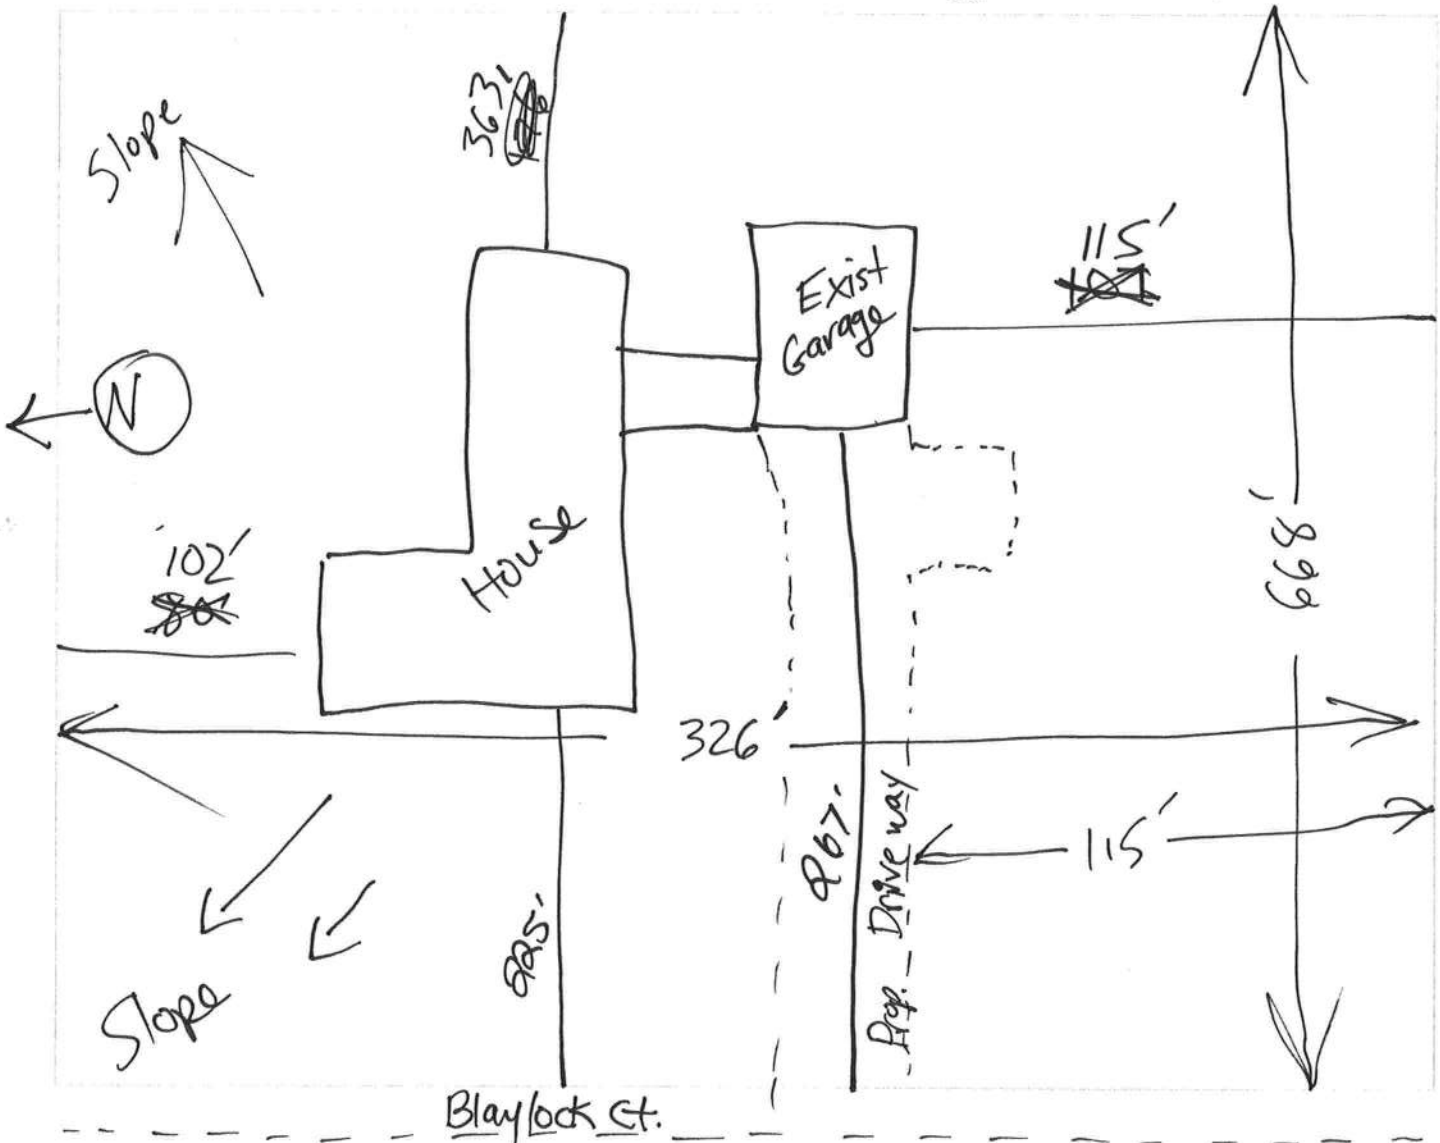 363'
Slope
115'
Exist
Garage
N
House
102'
668'
326'
267'
Prop. Driveway
115'
225'
Slope
Blaylock Ct.